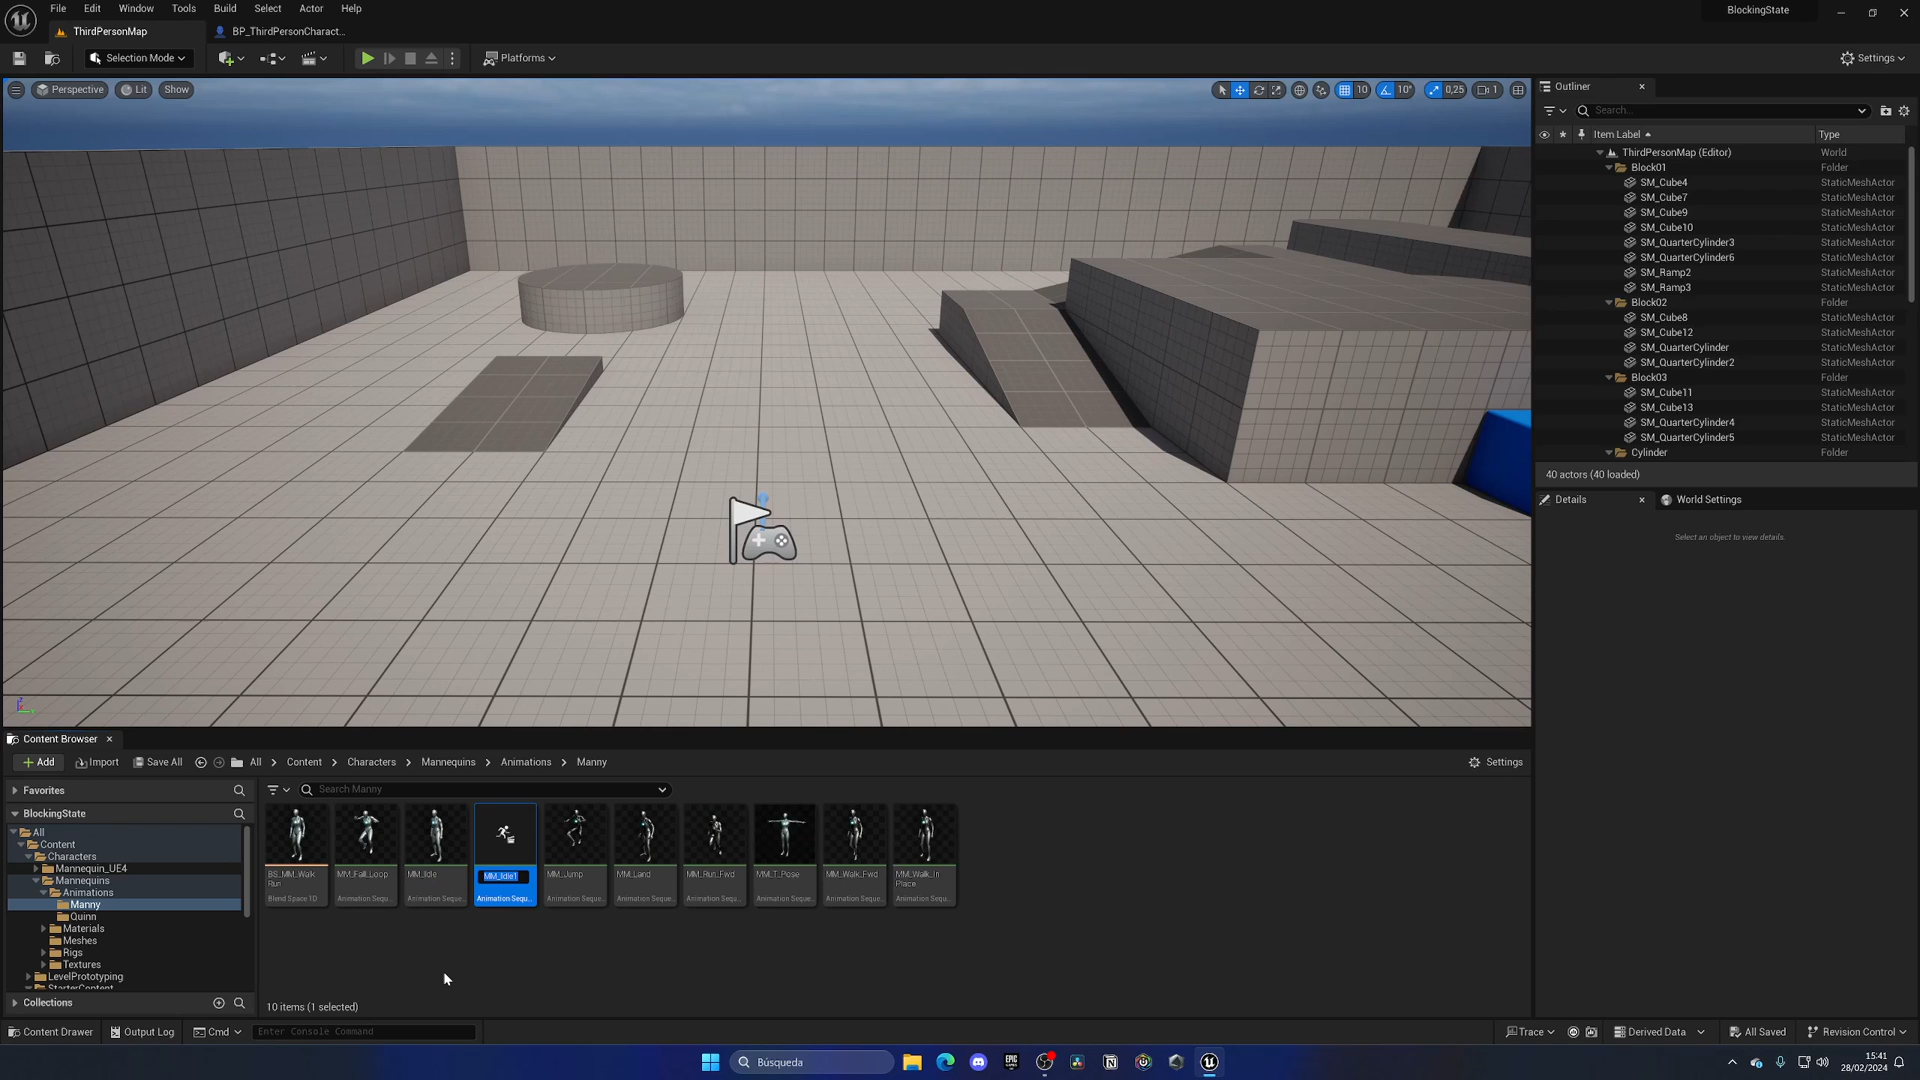 File Edit Window Tools Build Select Actor Help
BlockingState
ThirdPersonMap
BP_ThirdPersonCharact...
Selection Mode
Platforms
Settings
Perspective
Lit
Show
10
10°
0,25
1
Outliner
Search...
Item Label
Type
ThirdPersonMap (Editor) World
Block01 Folder
SM_Cube4 StaticMeshActor
SM_Cube7 StaticMeshActor
SM_Cube9 StaticMeshActor
SM_Cube10 StaticMeshActor
SM_QuarterCylinder3 StaticMeshActor
SM_QuarterCylinder6 StaticMeshActor
SM_Ramp2 StaticMeshActor
SM_Ramp3 StaticMeshActor
Block02 Folder
SM_Cube8 StaticMeshActor
SM_Cube12 StaticMeshActor
SM_QuarterCylinder StaticMeshActor
SM_QuarterCylinder2 StaticMeshActor
Block03 Folder
SM_Cube11 StaticMeshActor
SM_Cube13 StaticMeshActor
SM_QuarterCylinder4 StaticMeshActor
SM_QuarterCylinder5 StaticMeshActor
Cylinder Folder
40 actors (40 loaded)
Details
World Settings
Select an object to view details.
Content Browser
Add
Import
Save All
All
Content
Characters
Mannequins
Animations
Manny
Settings
Favorites
BlockingState
All
Content
Characters
Mannequin_UE4
Mannequins
Animations
Manny
Quinn
Materials
Meshes
Rigs
Textures
LevelPrototyping
StarterContent
Collections
Search Manny
BS_MM_Walk
Run
Blend Space 1D
MM_Fall_Loop
Animation Seque...
MM_Idle
Animation Seque...
MM_Idle1
Animation Sequ...
MM_Jump
Animation Seque...
MM_Land
Animation Seque...
MM_Run_Fwd
Animation Seque...
MM_T_Pose
Animation Seque...
MM_Walk_Fwd
Animation Seque...
MM_Walk_In
Place
Animation Seque...
10 items (1 selected)
Content Drawer
Output Log
Cmd
Enter Console Command
Trace
Derived Data
All Saved
Revision Control
Búsqueda
15:41
28/02/2024